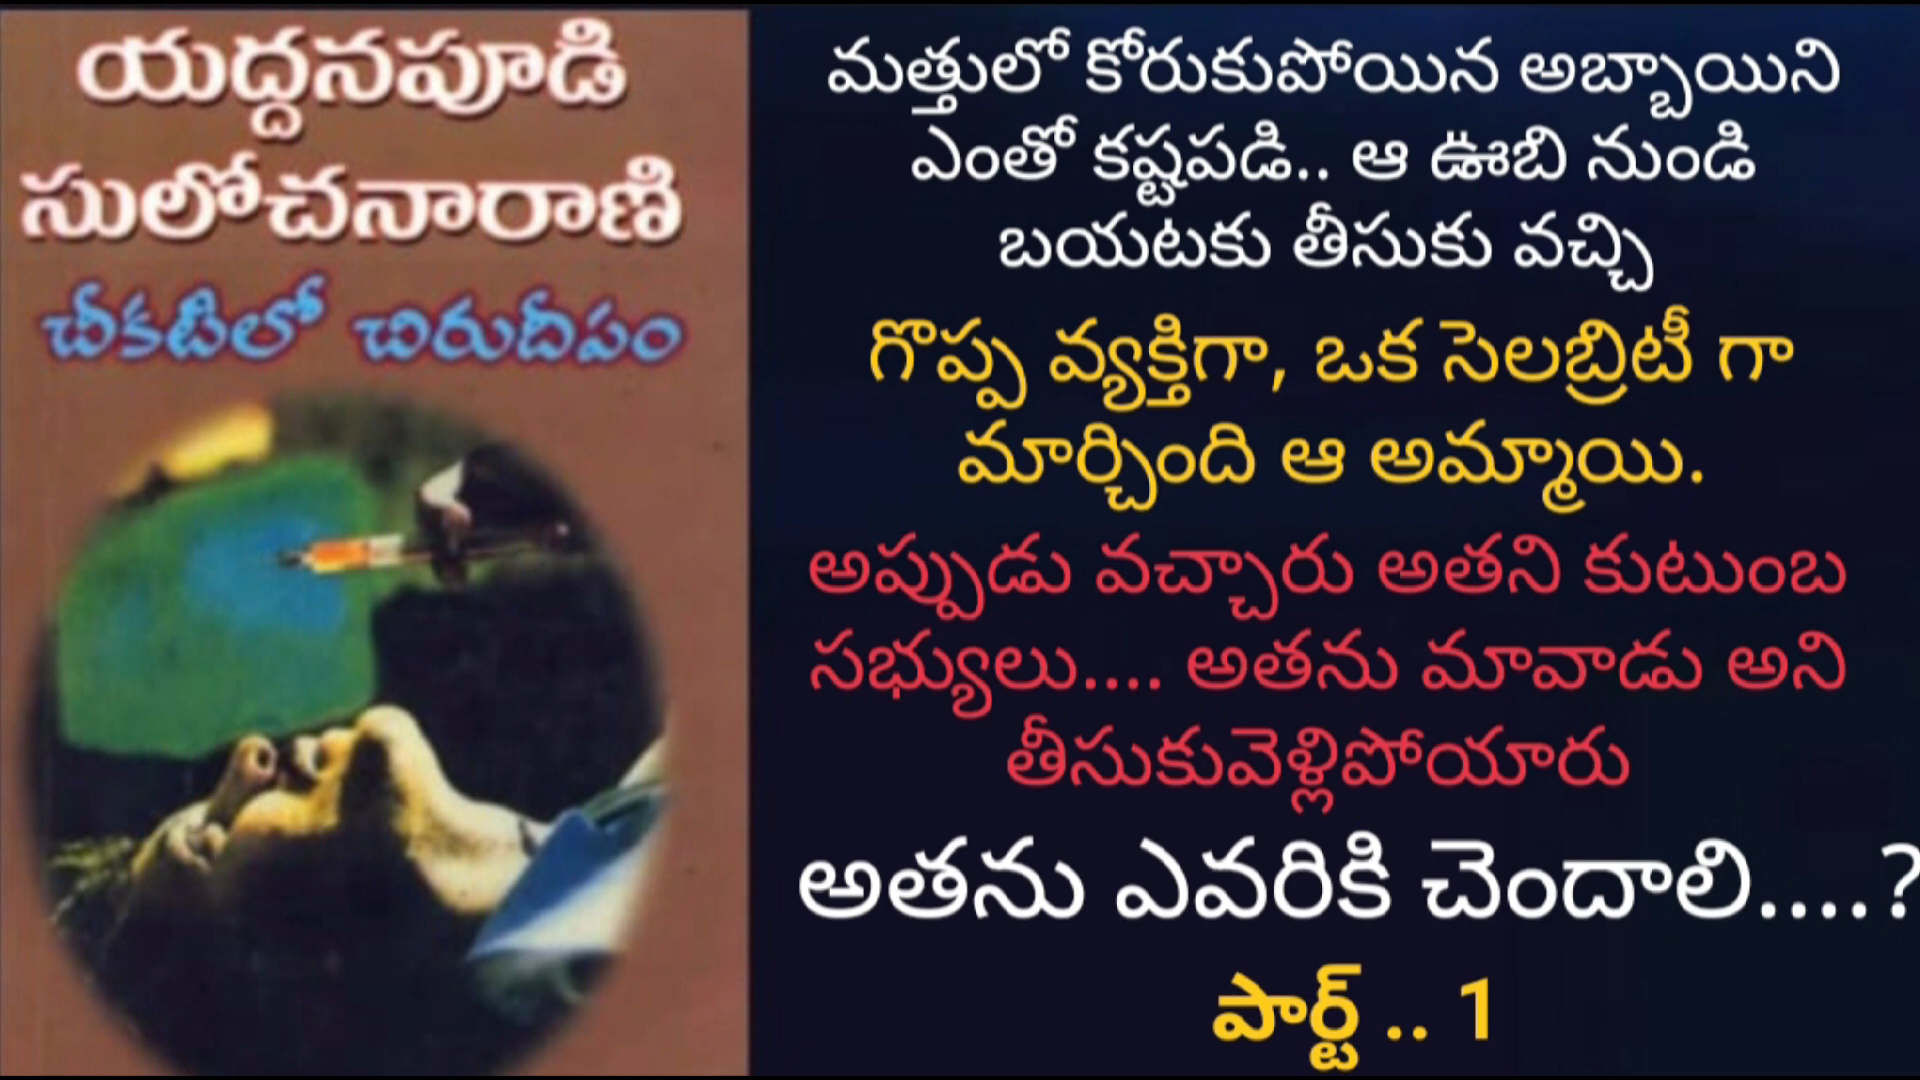 యద్దనపూడి
సులోచనారాణి
చీకటిలో చిరుదీపం
మత్తులో కోరుకుపోయిన అబ్బాయిని
ఎంతో కష్టపడి.. ఆ ఊబి నుండి
బయటకు తీసుకు వచ్చి
గొప్ప వ్యక్తిగా, ఒక సెలబ్రిటీ గా
మార్చింది ఆ అమ్మాయి.
అప్పుడు వచ్చారు అతని కుటుంబ
సభ్యులు.... అతను మావాడు అని
తీసుకువెళ్లిపోయారు
అతను ఎవరికి చెందాలి....?
పార్ట్ .. 1